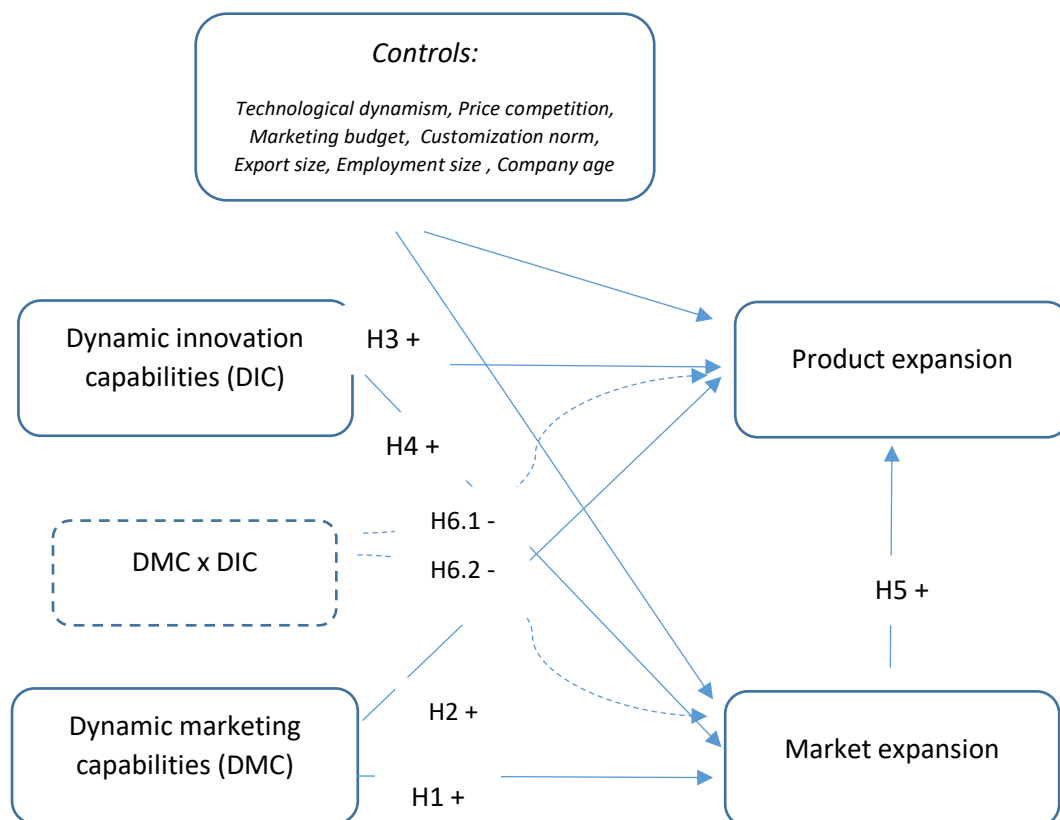 Controls:
Technological dynamism, Price competition,
Marketing budget,  Customization norm,
Export size, Employment size , Company age
Dynamic innovation
capabilities (DIC)
H3 +
Product expansion
H4 +
H6.1 -
DMC x DIC
H6.2 -
H5 +
Dynamic marketing
capabilities (DMC)
H2 +
Market expansion
H1 +